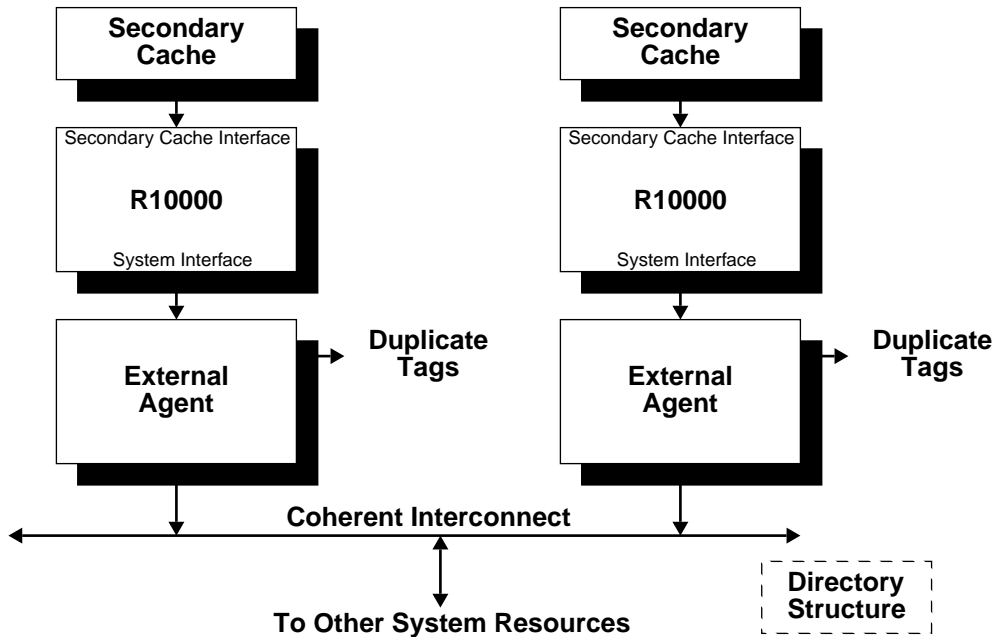 Secondary
Cache
Secondary
Cache
Secondary Cache Interface
R10000
System Interface
Secondary Cache Interface
R10000
System Interface
External
Agent
Duplicate
Tags
External
Agent
Duplicate
Tags
Coherent Interconnect
To Other System Resources
Directory
Structure